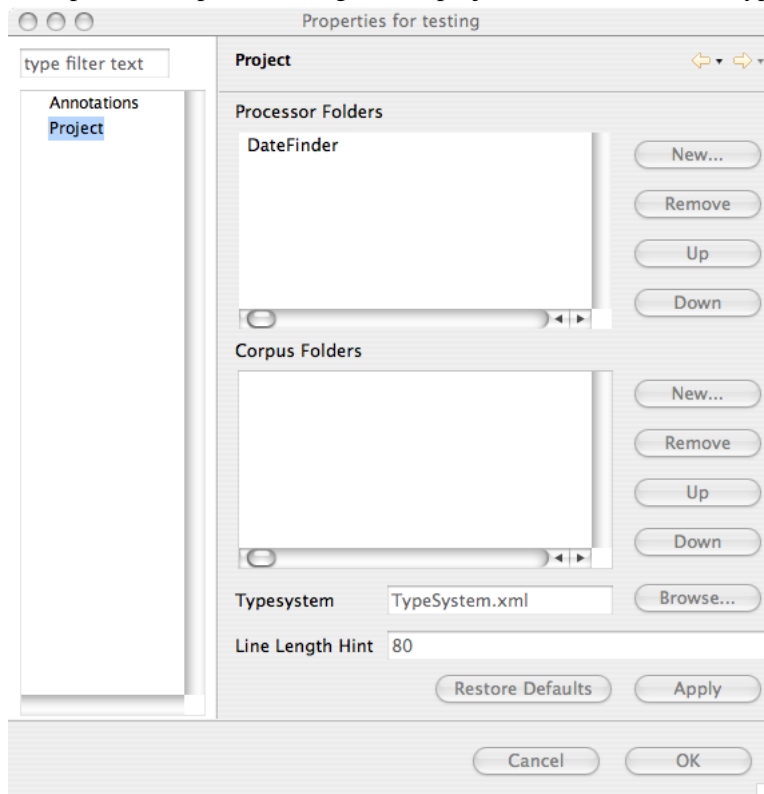 Properties for testing
type filter text
Project
Annotations
Project
Processor Folders
DateFinder
New...
Remove
Up
Down
Corpus Folders
New...
Remove
Up
Down
Typesystem TypeSystem.xml Browse...
Line Length Hint 80
Restore Defaults Apply
Cancel OK